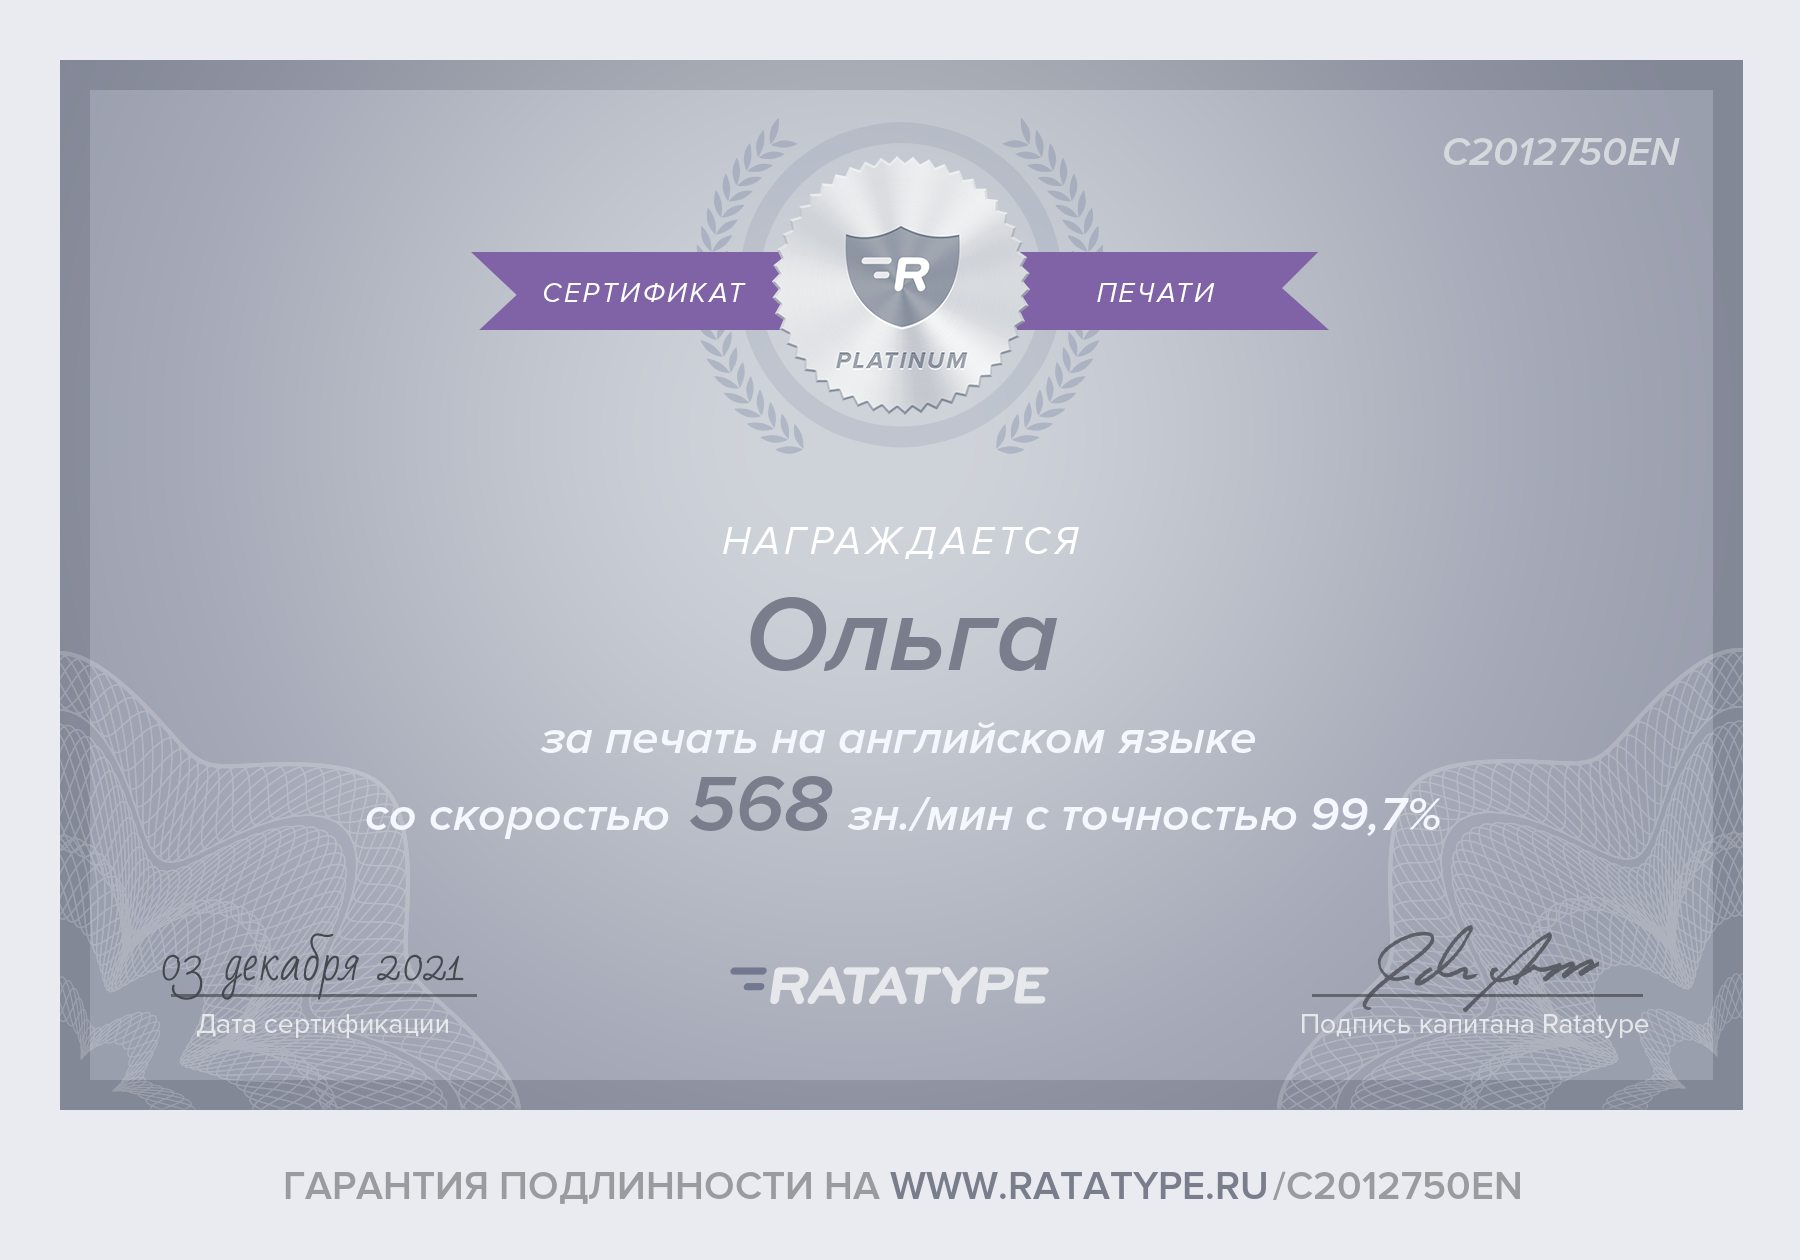 C2012750EN
СЕРТИФИКАТ
ПЕЧАТИ
R
PLATINUM
НАГРАЖДАЕТСЯ
Ольга
за печать на английском языке
со скоростью 568 зн./мин с точностью 99,7%
03 декабря 2021
Дата сертификации
RATATYPE
Подпись капитана Ratatype
ГАРАНТИЯ ПОДЛИННОСТИ НА WWW.RATATYPE.RU/C2012750EN